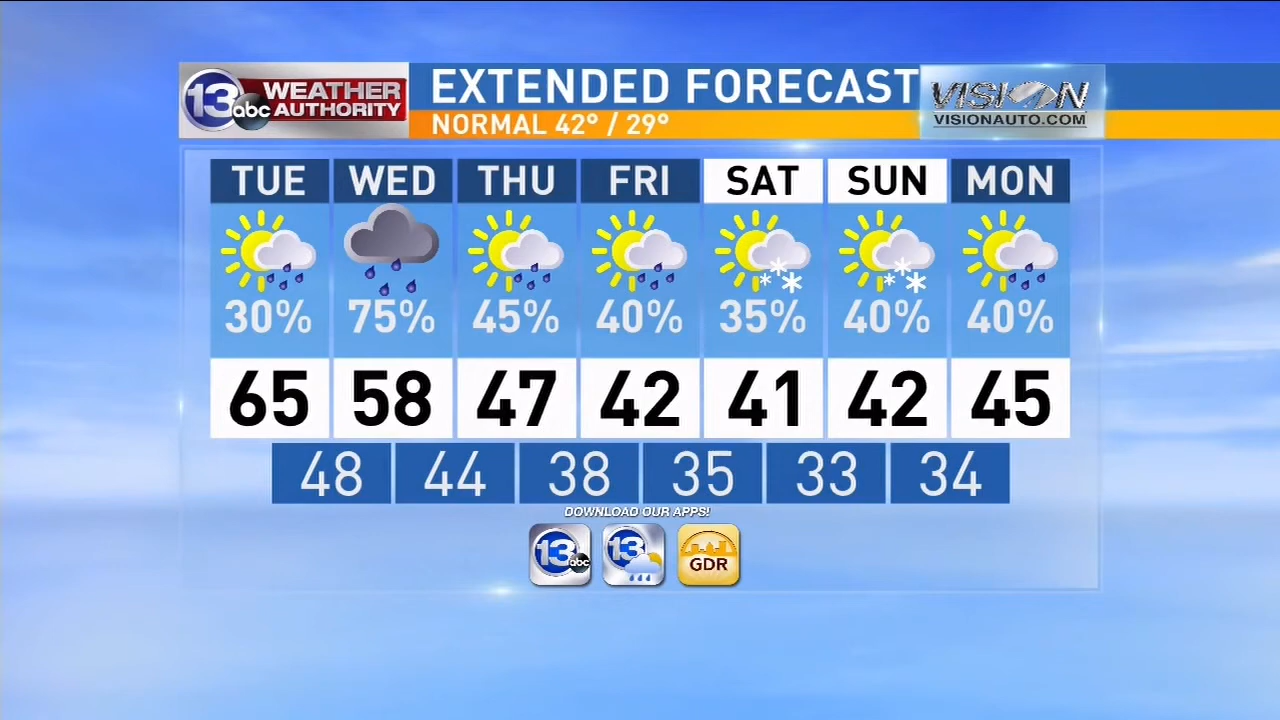 13 abc WEATHER AUTHORITY
EXTENDED FORECAST
NORMAL 42° / 29°
VISION
VISIONAUTO.COM
TUE WED THU FRI SAT SUN MON
30% 75% 45% 40% 35% 40% 40%
65 58 47 42 41 42 45
48 44 38 35 33 34
DOWNLOAD OUR APPS!
13 abc 13 GDR